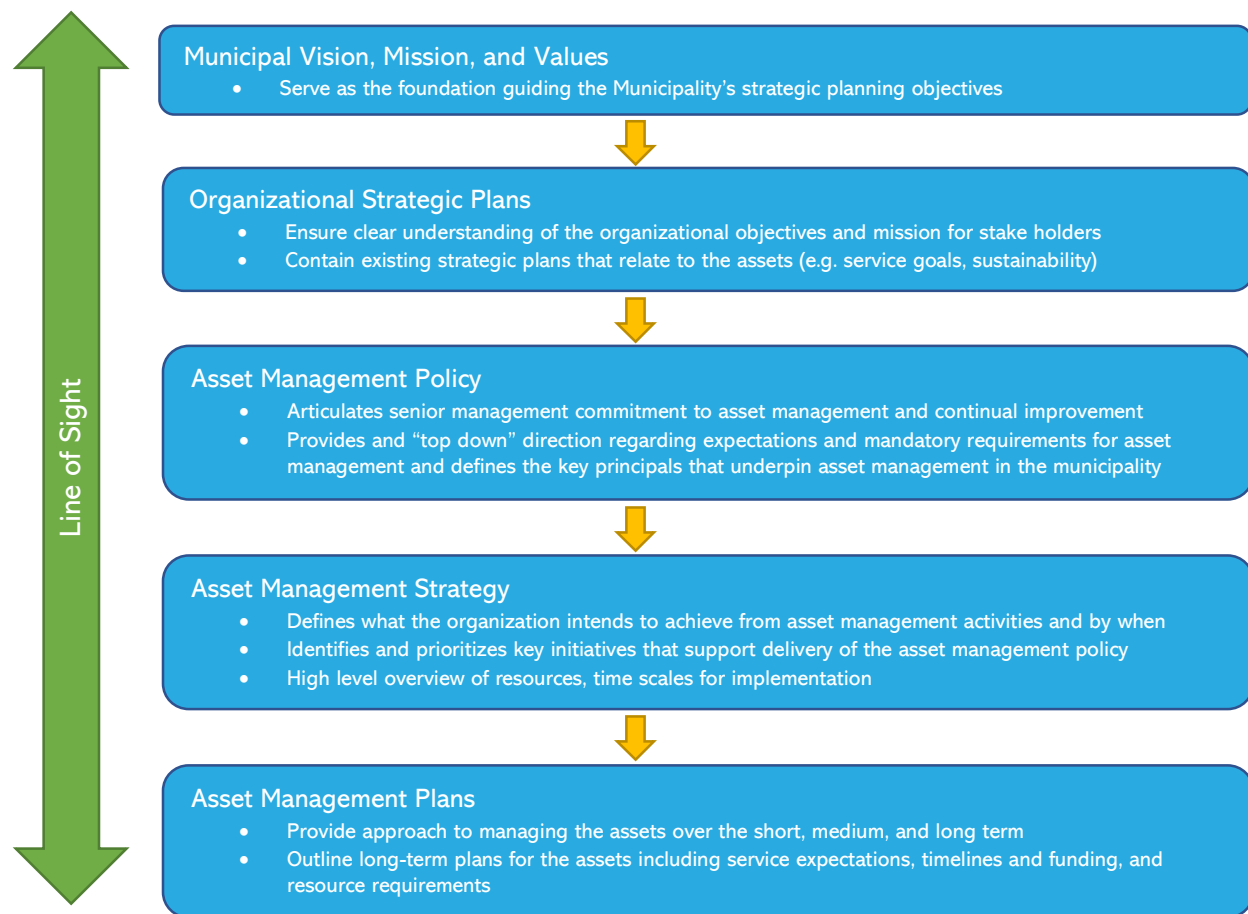 Line of Sight
Municipal Vision, Mission, and Values
• Serve as the foundation guiding the Municipality's strategic planning objectives
Organizational Strategic Plans
• Ensure clear understanding of the organizational objectives and mission for stake holders
• Contain existing strategic plans that relate to the assets (e.g. service goals, sustainability)
Asset Management Policy
• Articulates senior management commitment to asset management and continual improvement
• Provides and “top down” direction regarding expectations and mandatory requirements for asset
management and defines the key principals that underpin asset management in the municipality
Asset Management Strategy
• Defines what the organization intends to achieve from asset management activities and by when
• Identifies and prioritizes key initiatives that support delivery of the asset management policy
• High level overview of resources, time scales for implementation
Asset Management Plans
• Provide approach to managing the assets over the short, medium, and long term
• Outline long-term plans for the assets including service expectations, timelines and funding, and
resource requirements